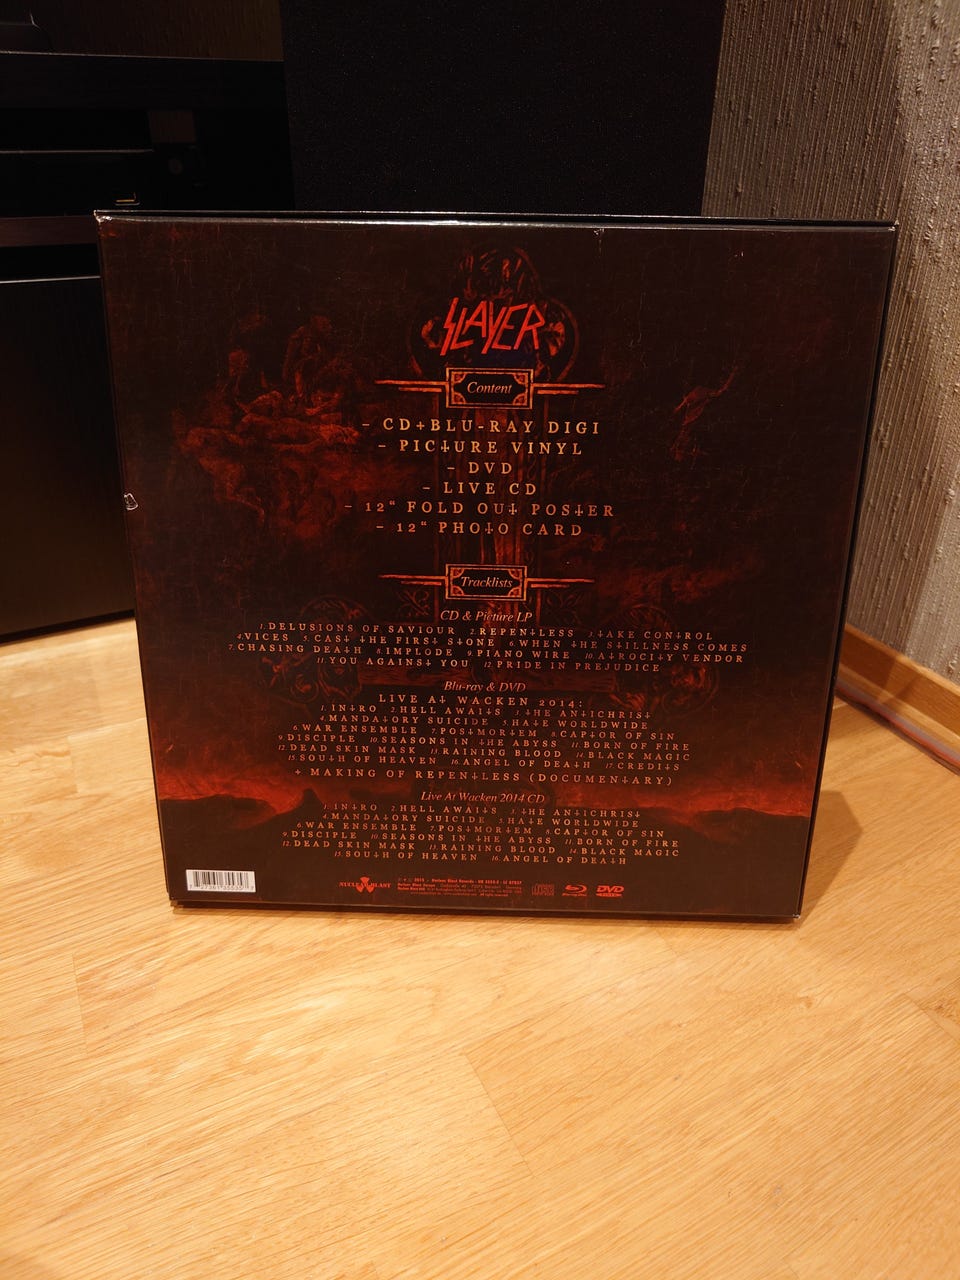 SLAYER
Content
- CD+BLU-RAY DIGI
- PICTURE VINYL
- DVD
- LIVE CD
- 12“ FOLD OUT POSTER
- 12“ PHOTO CARD
Tracklists
CD & Picture LP
1.DELUSIONS OF SAVIOUR 2.REPENTLESS 3.TAKE CONTROL
4.VICES 5.CAST THE FIRST STONE 6.WHEN THE STILLNESS COMES
7.CHASING DEATH 8.IMPLODE 9.PIANO WIRE 10.ATROCITY VENDOR
11.YOU AGAINST YOU 12.PRIDE IN PREJUDICE
Blu-ray & DVD
LIVE AT WACKEN 2014:
1.INTRO 2.HELL AWAITS 3.THE ANTICHRIST
4.MANDATORY SUICIDE 5.HATE WORLDWIDE
6.WAR ENSEMBLE 7.POSTMORTEM 8.CAPTOR OF SIN
9.DISCIPLE 10.SEASONS IN THE ABYSS 11.BORN OF FIRE
12.DEAD SKIN MASK 13.RAINING BLOOD 14.BLACK MAGIC
15.SOUTH OF HEAVEN 16.ANGEL OF DEATH 17.CREDITS
+ MAKING OF REPENTLESS (DOCUMENTARY)
Live At Wacken 2014 CD
1.INTRO 2.HELL AWAITS 3.THE ANTICHRIST
4.MANDATORY SUICIDE 5.HATE WORLDWIDE
6.WAR ENSEMBLE 7.POSTMORTEM 8.CAPTOR OF SIN
9.DISCIPLE 10.SEASONS IN THE ABYSS 11.BORN OF FIRE
12.DEAD SKIN MASK 13.RAINING BLOOD 14.BLACK MAGIC
15.SOUTH OF HEAVEN 16.ANGEL OF DEATH
NUCLEAR BLAST
2015 - Nuclear Blast Records
Blu-ray Disc
DVD